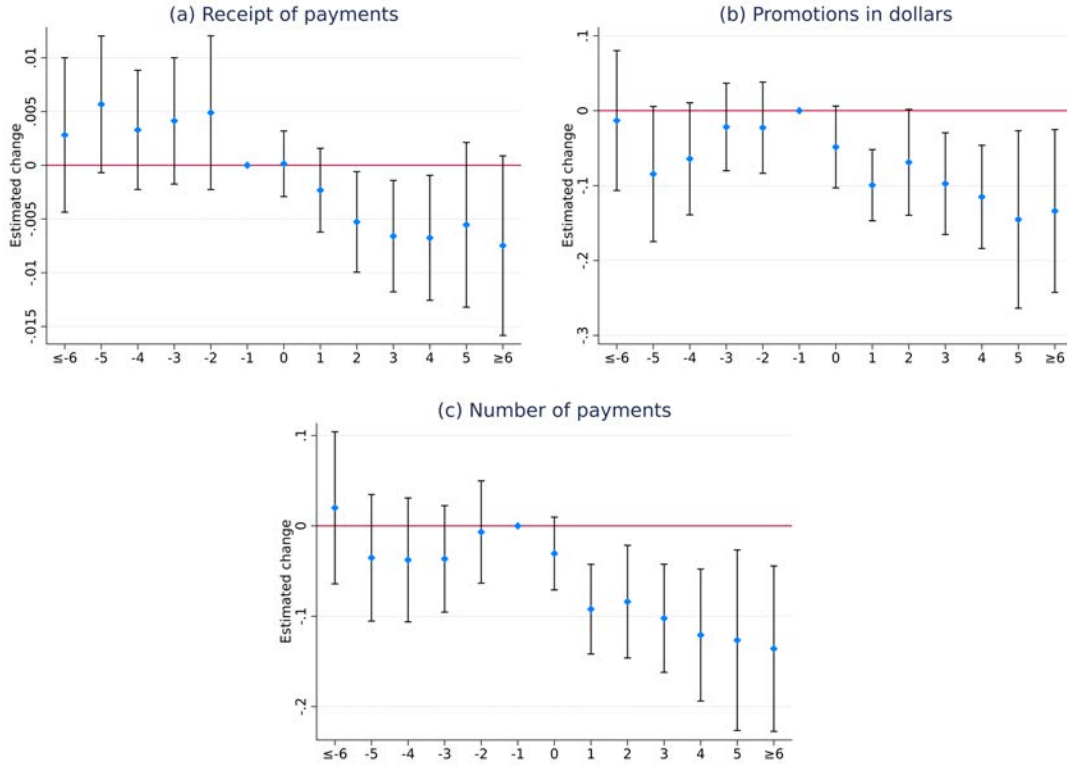 (a) Receipt of payments
Estimated change
.01
.005
0
-.005
-.01
-.015
≤-6 -5 -4 -3 -2 -1 0 1 2 3 4 5 ≥6
(b) Promotions in dollars
Estimated change
.1
0
-.1
-.2
-.3
≤-6 -5 -4 -3 -2 -1 0 1 2 3 4 5 ≥6
(c) Number of payments
Estimated change
.1
0
-.1
-.2
≤-6 -5 -4 -3 -2 -1 0 1 2 3 4 5 ≥6